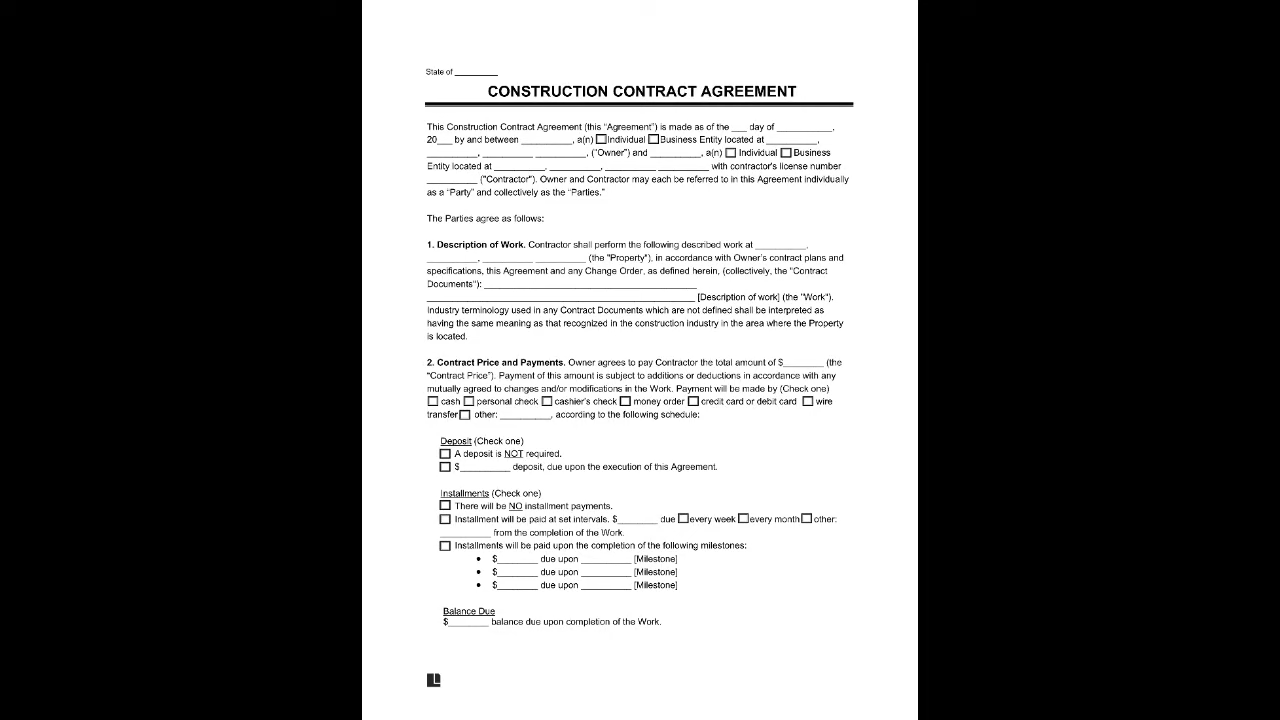 State of __________
CONSTRUCTION CONTRACT AGREEMENT
This Construction Contract Agreement (this “Agreement”) is made as of the ___ day of ___________,
20___ by and between __________, a(n) ☐Individual ☐Business Entity located at __________,
__________, __________ __________, ("Owner") and __________, a(n) ☐ Individual ☐Business
Entity located at __________, __________, __________ __________ with contractor's license number
__________ ("Contractor"). Owner and Contractor may each be referred to in this Agreement individually
as a “Party” and collectively as the “Parties.”
The Parties agree as follows:
1. Description of Work. Contractor shall perform the following described work at __________,
__________, __________ __________ (the "Property"), in accordance with Owner’s contract plans and
specifications, this Agreement and any Change Order, as defined herein, (collectively, the "Contract
Documents"): __________________________________________
_____________________________________________________ [Description of work] (the "Work").
Industry terminology used in any Contract Documents which are not defined shall be interpreted as
having the same meaning as that recognized in the construction industry in the area where the Property
is located.
2. Contract Price and Payments. Owner agrees to pay Contractor the total amount of $________ (the
“Contract Price”). Payment of this amount is subject to additions or deductions in accordance with any
mutually agreed to changes and/or modifications in the Work. Payment will be made by (Check one)
☐ cash ☐ personal check ☐ cashier’s check ☐ money order ☐ credit card or debit card ☐ wire
transfer☐ other: __________, according to the following schedule:
Deposit (Check one)
☐ A deposit is NOT required.
☐ $__________ deposit, due upon the execution of this Agreement.
Installments (Check one)
☐ There will be NO installment payments.
☐ Installment will be paid at set intervals. $________ due ☐every week ☐every month☐other:
__________ from the completion of the Work.
☐ Installments will be paid upon the completion of the following milestones:
• $________ due upon __________ [Milestone]
• $________ due upon __________ [Milestone]
• $________ due upon __________ [Milestone]
Balance Due
$________ balance due upon completion of the Work.